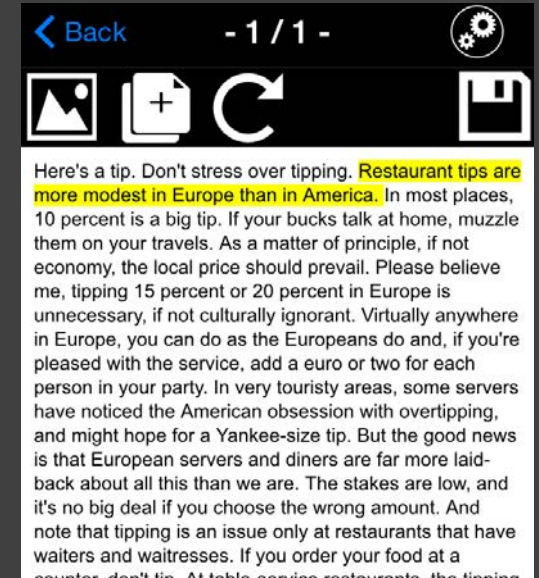 Back
- 1 / 1 -
Here's a tip. Don't stress over tipping. Restaurant tips are
more modest in Europe than in America. In most places,
10 percent is a big tip. If your bucks talk at home, muzzle
them on your travels. As a matter of principle, if not
economy, the local price should prevail. Please believe
me, tipping 15 percent or 20 percent in Europe is
unnecessary, if not culturally ignorant. Virtually anywhere
in Europe, you can do as the Europeans do and, if you're
pleased with the service, add a euro or two for each
person in your party. In very touristy areas, some servers
have noticed the American obsession with overtipping,
and might hope for a Yankee-size tip. But the good news
is that European servers and diners are far more laid-
back about all this than we are. The stakes are low, and
it's no big deal if you choose the wrong amount. And
note that tipping is an issue only at restaurants that have
waiters and waitresses. If you order your food at a
counter, don't tip. At table-service restaurants, the tipping